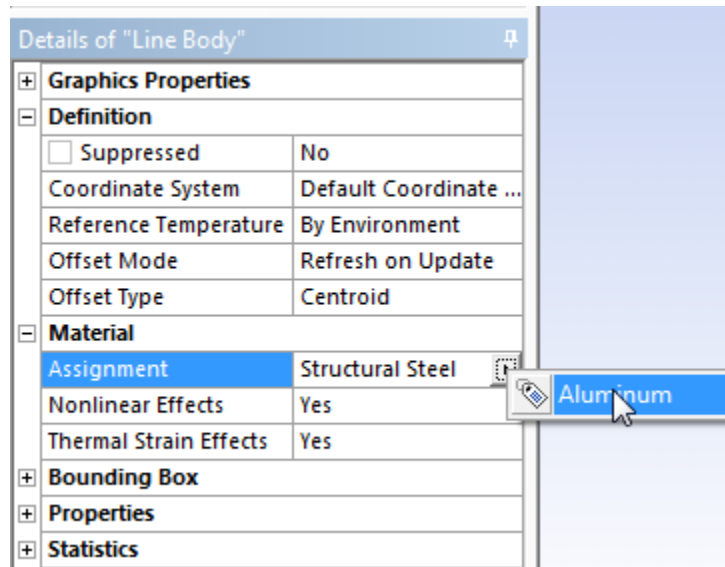 Details of "Line Body"
Graphics Properties
Definition
Suppressed No
Coordinate System Default Coordinate ...
Reference Temperature By Environment
Offset Mode Refresh on Update
Offset Type Centroid
Material
Assignment Structural Steel
Aluminum
Nonlinear Effects Yes
Thermal Strain Effects Yes
Bounding Box
Properties
Statistics